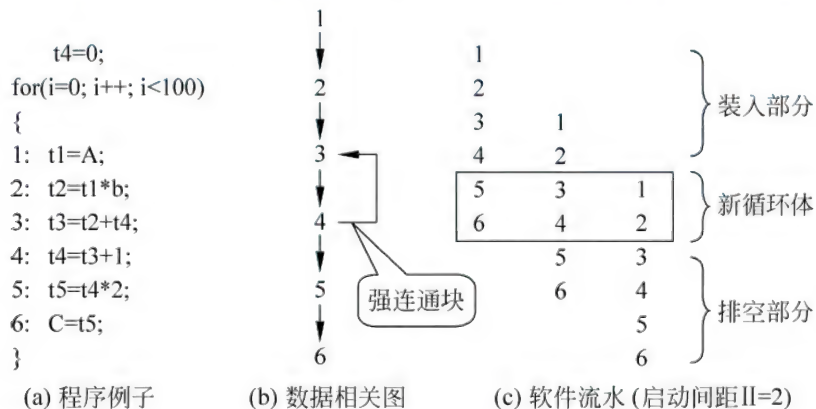 t4=0;
for(i=0; i++; i<100)
{
1: t1=A;
2: t2=t1*b;
3: t3=t2+t4;
4: t4=t3+1;
5: t5=t4*2;
6: C=t5;
}
(a) 程序例子
1
2
3
4
5
6
强连通块
(b) 数据相关图
1
2
3 1
4 2
5 3 1
6 4 2
5 3
6 4
5
6
装入部分
新循环体
排空部分
(c) 软件流水 (启动间距II=2)